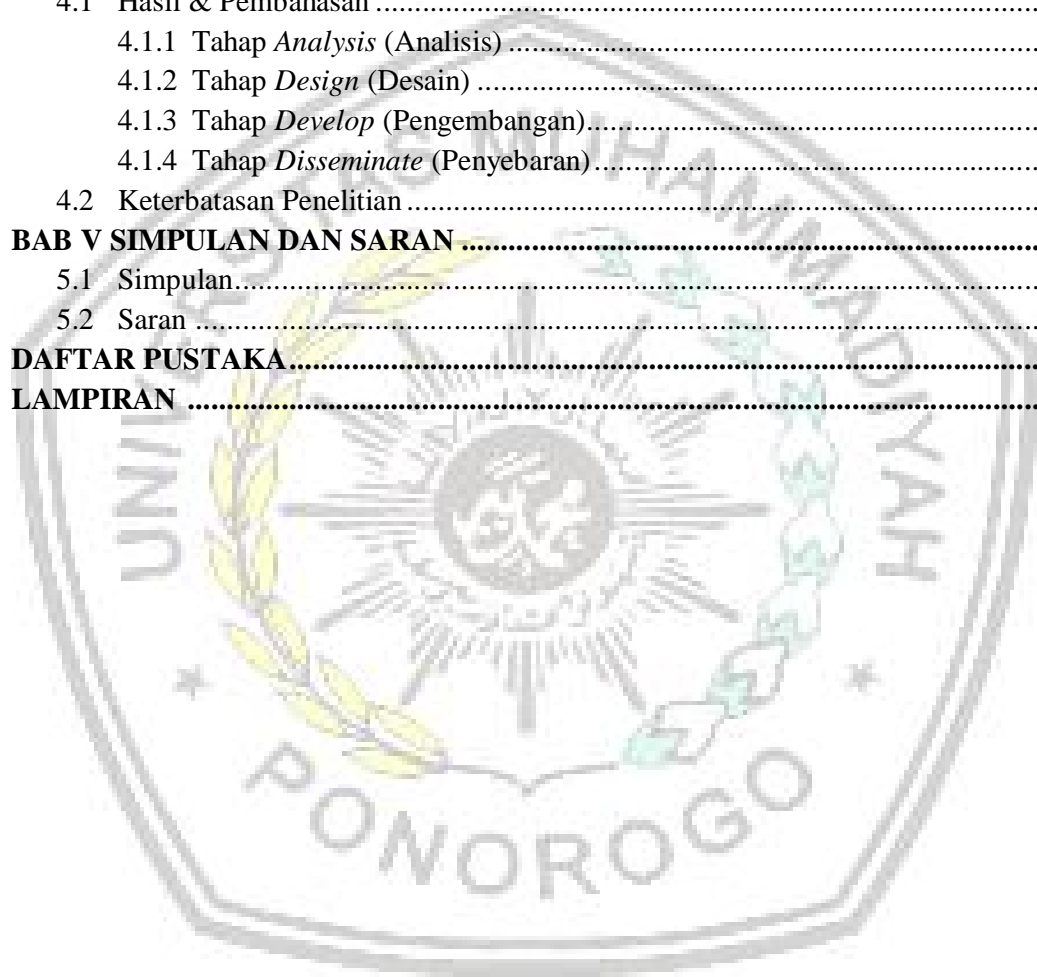 4.1 Hasil & Pembahasan ........................................................................
4.1.1 Tahap Analysis (Analisis) ........................................................................
4.1.2 Tahap Design (Desain) ........................................................................
4.1.3 Tahap Develop (Pengembangan)........................................................................
4.1.4 Tahap Disseminate (Penyebaran)........................................................................
4.2 Keterbatasan Penelitian ........................................................................
BAB V SIMPULAN DAN SARAN ........................................................................
5.1 Simpulan........................................................................
5.2 Saran ........................................................................
DAFTAR PUSTAKA........................................................................
LAMPIRAN ........................................................................
UNIVERSITAS MUHAMMADIYAH
PONOROGO